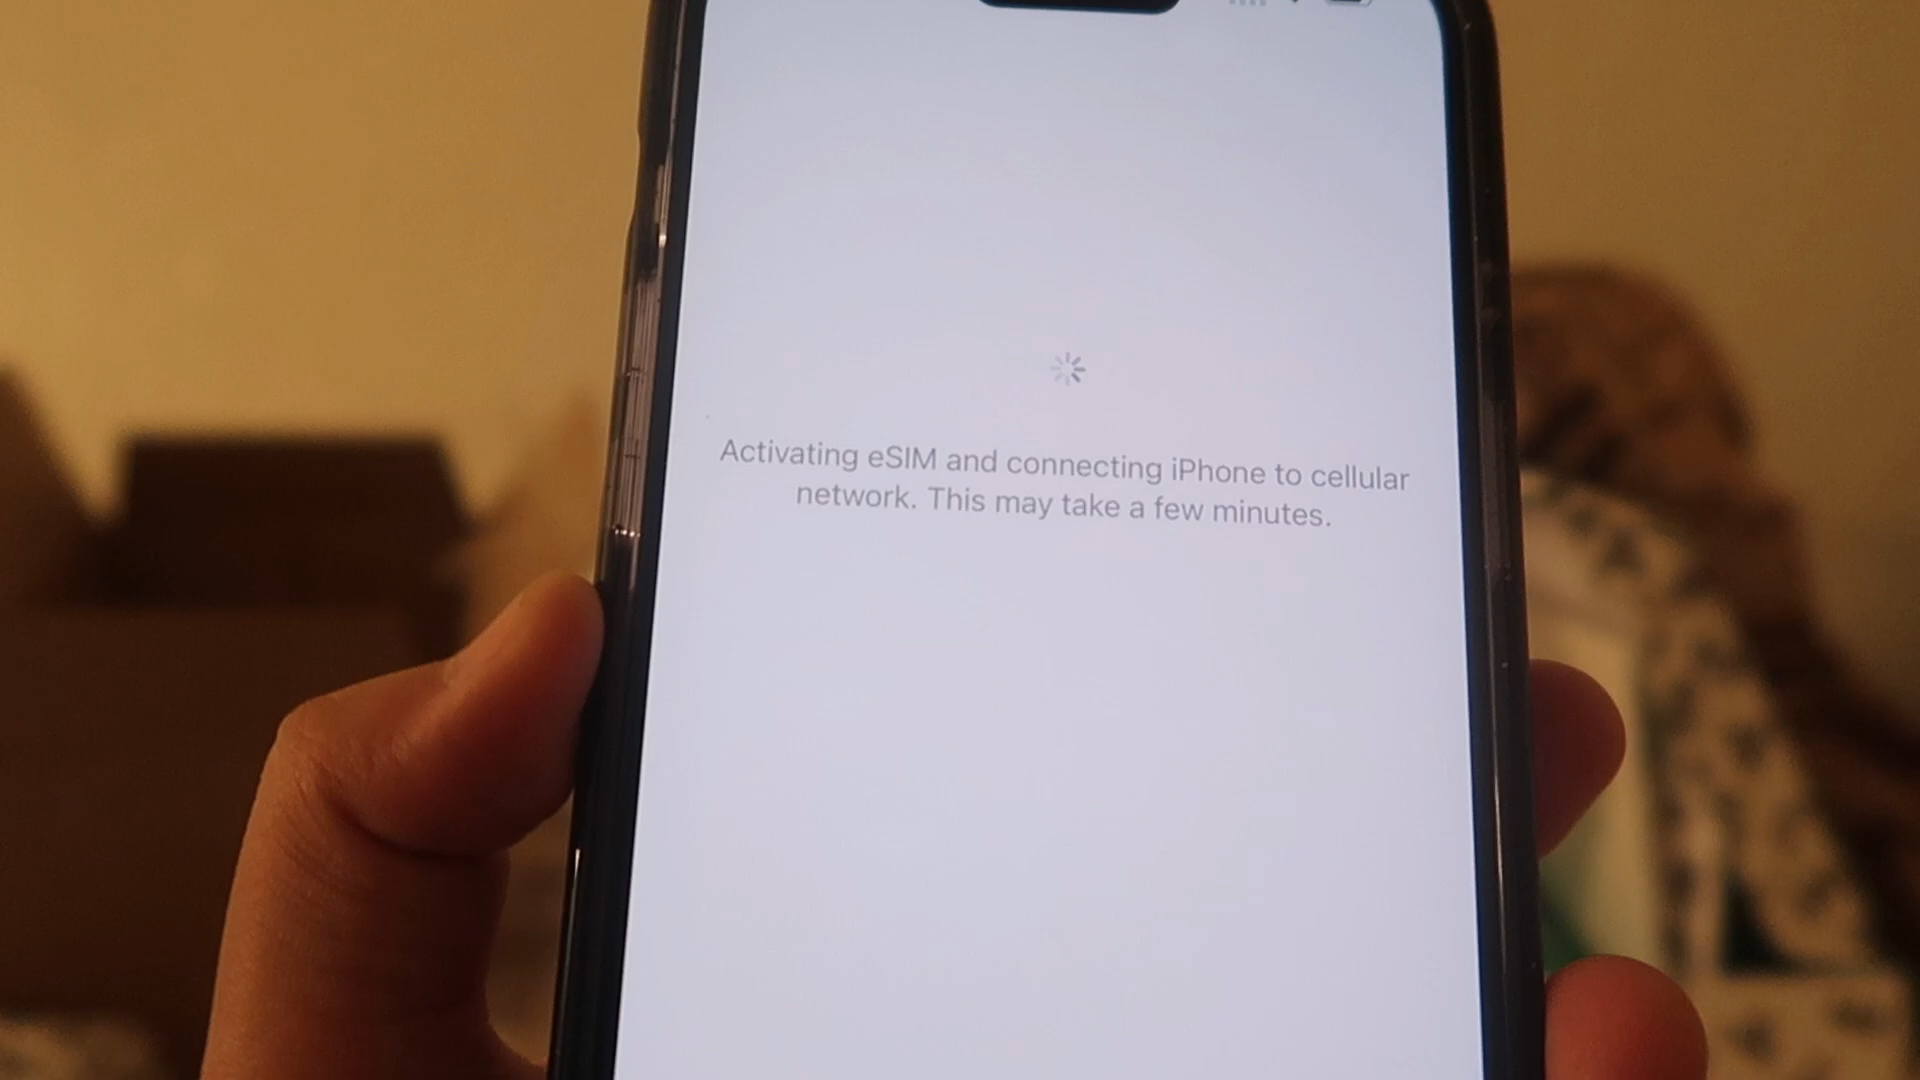 Activating eSIM and connecting iPhone to cellular
network. This may take a few minutes.